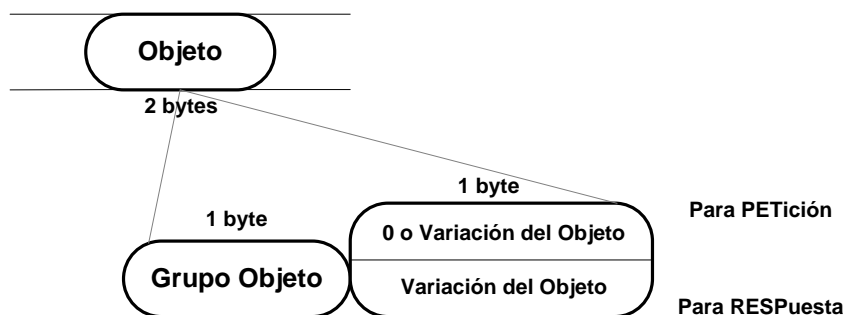 Objeto
2 bytes
1 byte
Para PETición
1 byte
0 o Variación del Objeto
Grupo Objeto
Variación del Objeto
Para RESPuesta